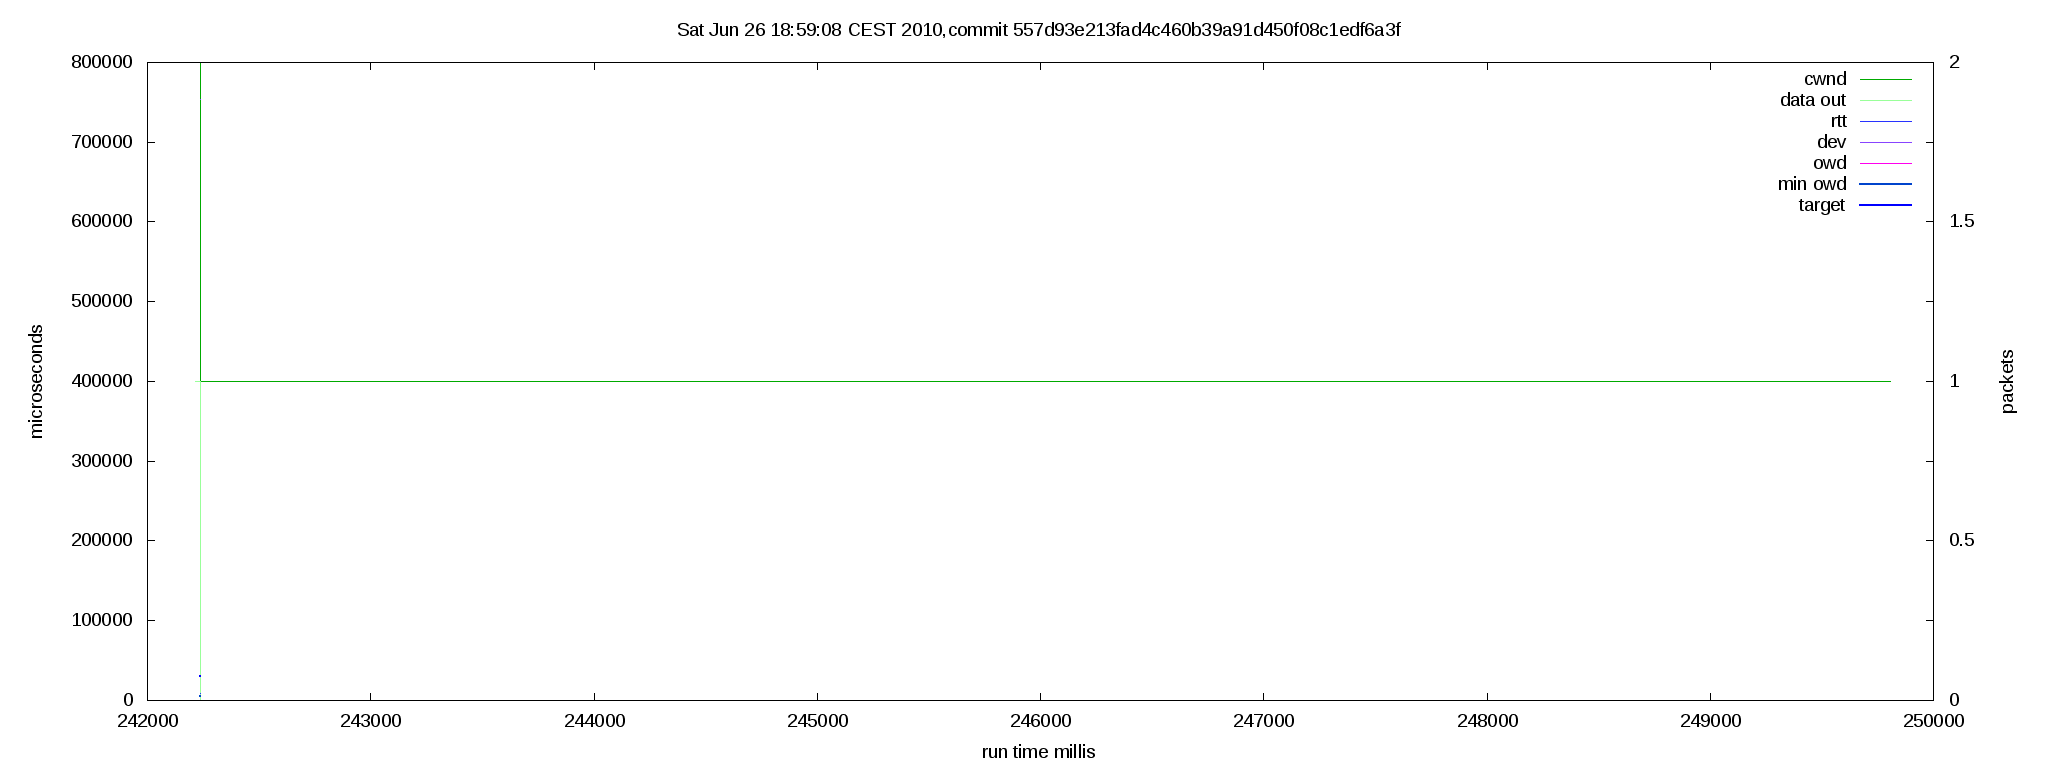 Sat Jun 26 18:59:08 CEST 2010,commit 557d93e213fad4c460b39a91d450f08c1edf6a3f
800000
700000
600000
500000
400000
300000
200000
100000
0
microseconds
2
1.5
1
0.5
0
packets
cwnd
data out
rtt
dev
owd
min owd
target
242000 243000 244000 245000 246000 247000 248000 249000 250000
run time millis